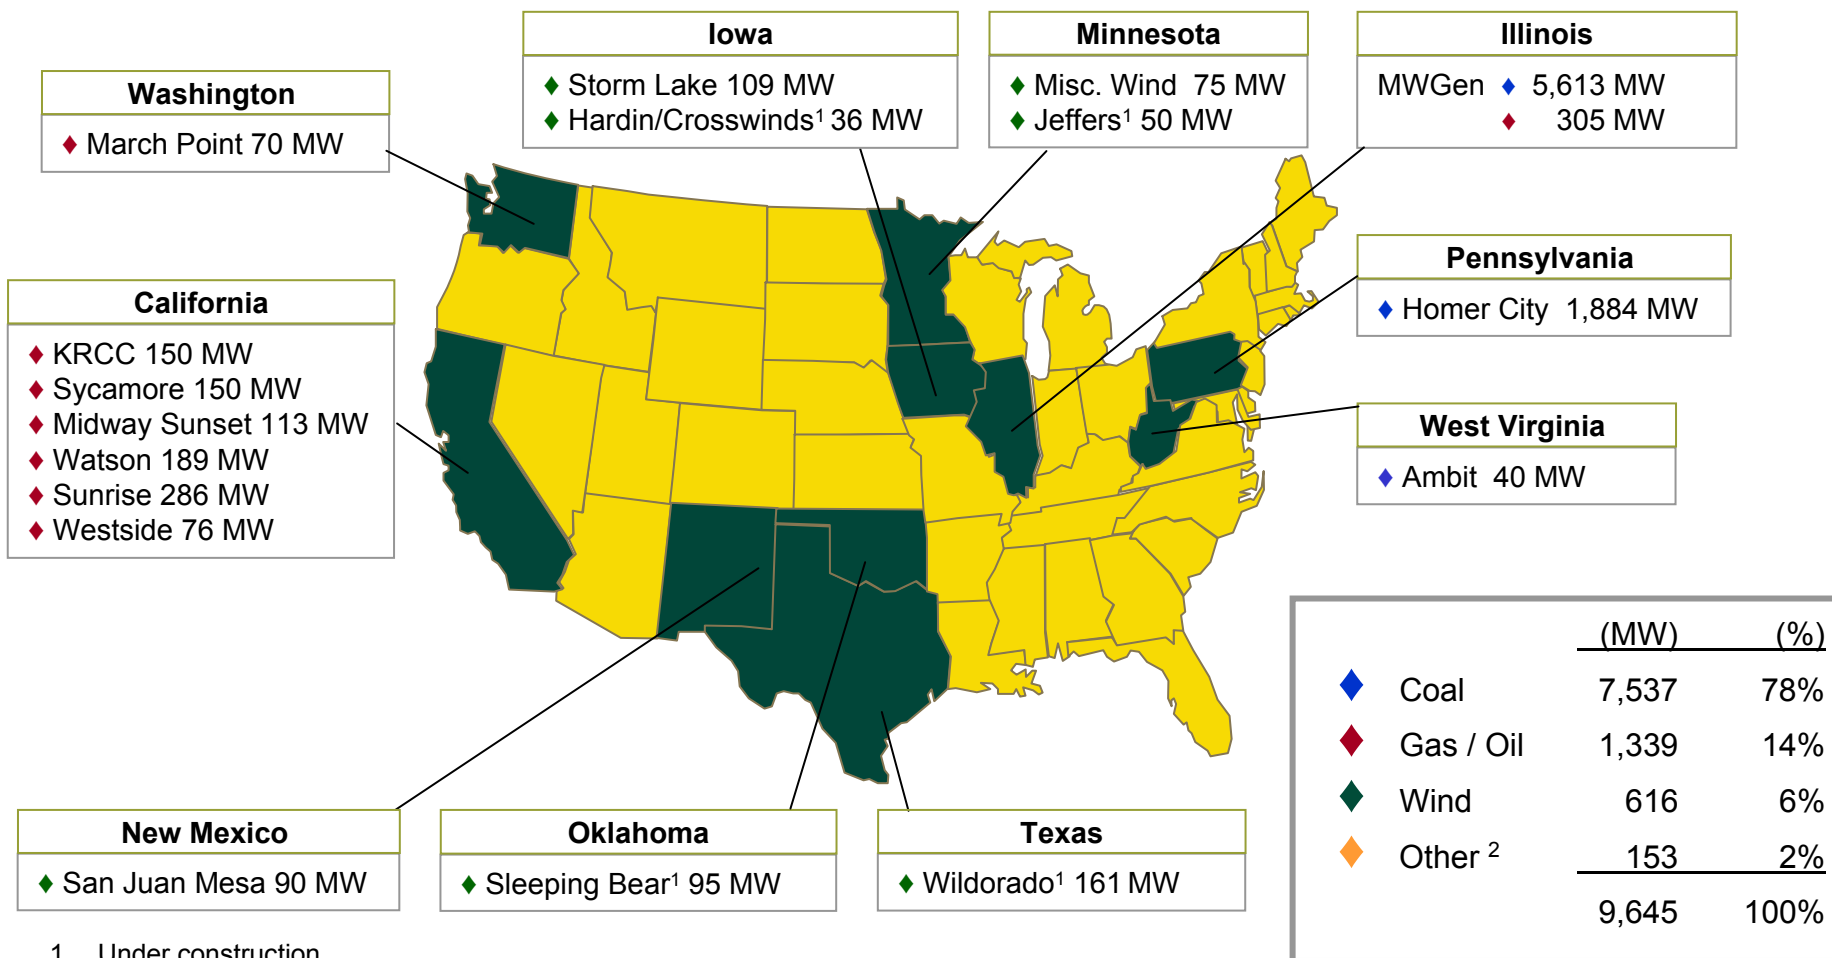 Iowa
♦ Storm Lake 109 MW
♦ Hardin/Crosswinds¹ 36 MW
Minnesota
♦ Misc. Wind 75 MW
♦ Jeffers¹ 50 MW
Illinois
MWGen ♦ 5,613 MW
♦ 305 MW
Washington
♦ March Point 70 MW
Pennsylvania
♦ Homer City 1,884 MW
California
♦ KRCC 150 MW
♦ Sycamore 150 MW
♦ Midway Sunset 113 MW
♦ Watson 189 MW
♦ Sunrise 286 MW
♦ Westside 76 MW
West Virginia
♦ Ambit 40 MW
New Mexico
♦ San Juan Mesa 90 MW
Oklahoma
♦ Sleeping Bear¹ 95 MW
Texas
♦ Wildorado¹ 161 MW
(MW) (%)
♦ Coal 7,537 78%
♦ Gas / Oil 1,339 14%
♦ Wind 616 6%
♦ Other ² 153 2%
9,645 100%
1 Under construction